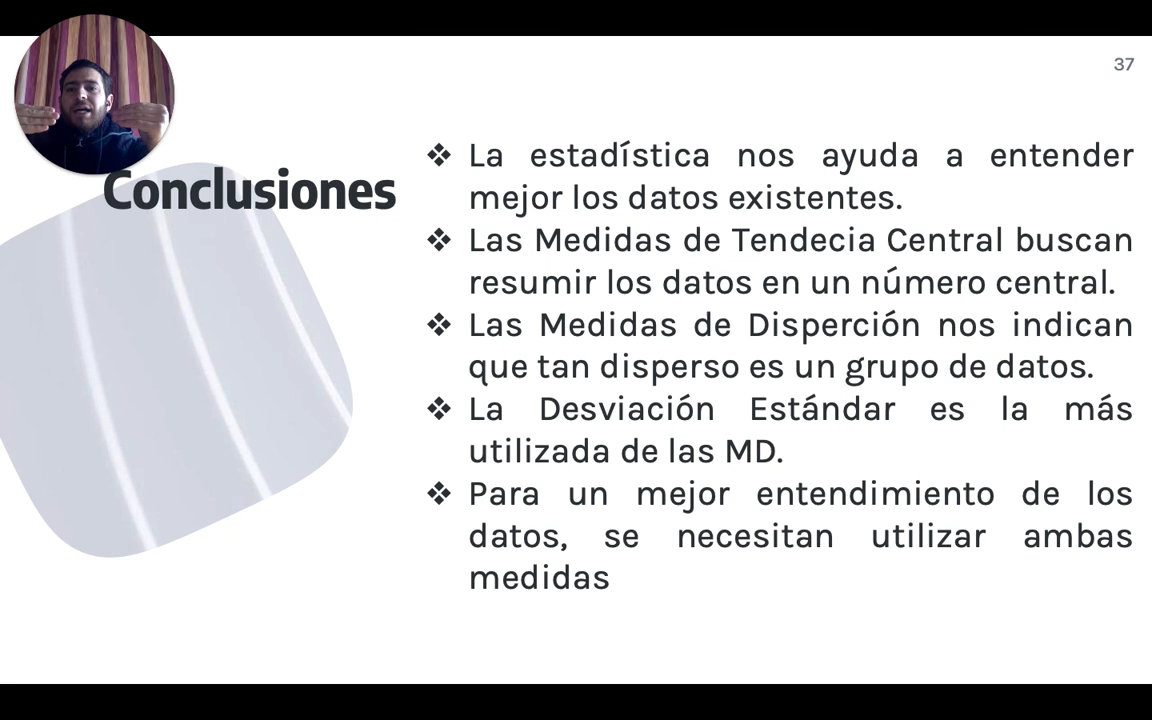 37
Conclusiones
❖ La estadística nos ayuda a entender
mejor los datos existentes.
❖ Las Medidas de Tendecia Central buscan
resumir los datos en un número central.
❖ Las Medidas de Disperción nos indican
que tan disperso es un grupo de datos.
❖ La Desviación Estándar es la más
utilizada de las MD.
❖ Para un mejor entendimiento de los
datos, se necesitan utilizar ambas
medidas